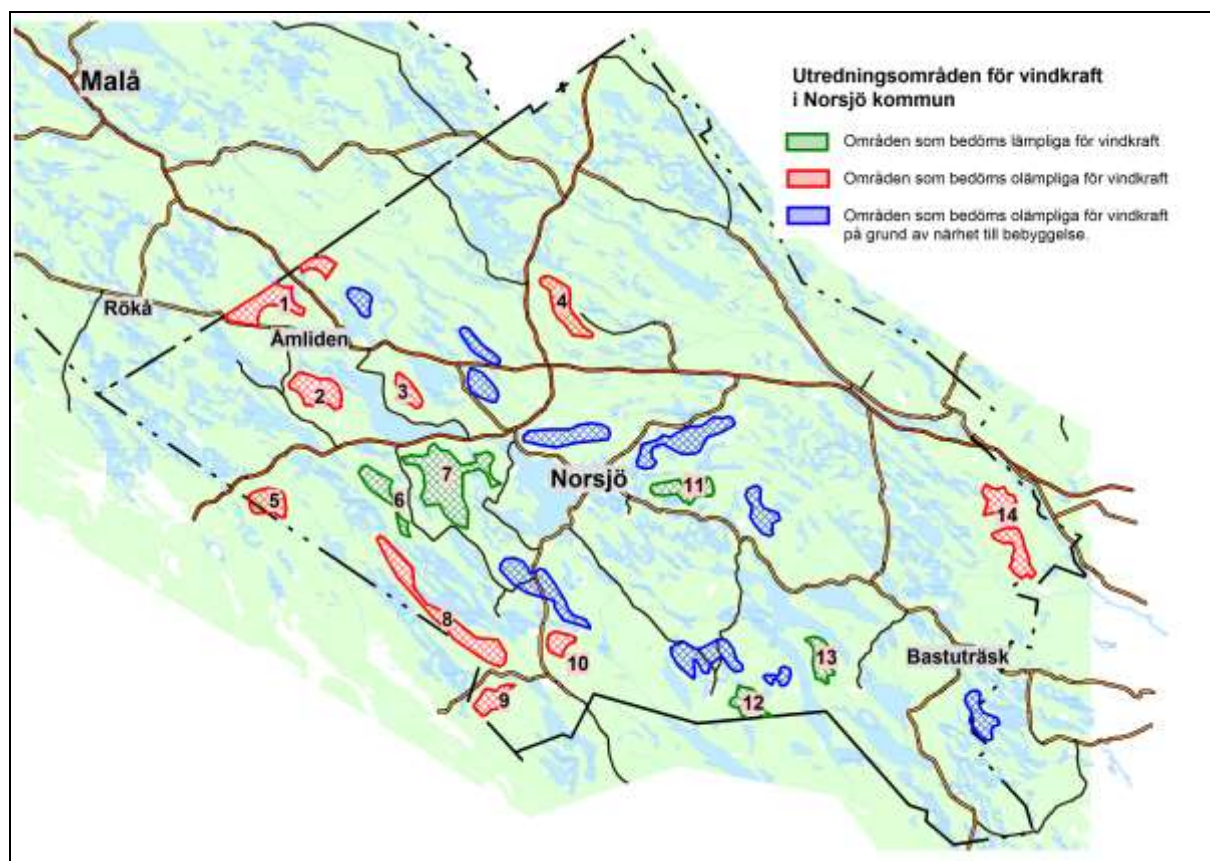 Malå
Utredningsområden för vindkraft
i Norsjö kommun
Områden som bedöms lämpliga för vindkraft
Områden som bedöms olämpliga för vindkraft
Områden som bedöms olämpliga för vindkraft
på grund av närhet till bebyggelse.
Rökå
1
4
Åmliden
2
3
7
Norsjö
11
5
6
14
8
10
13
Bastuträsk
9
12